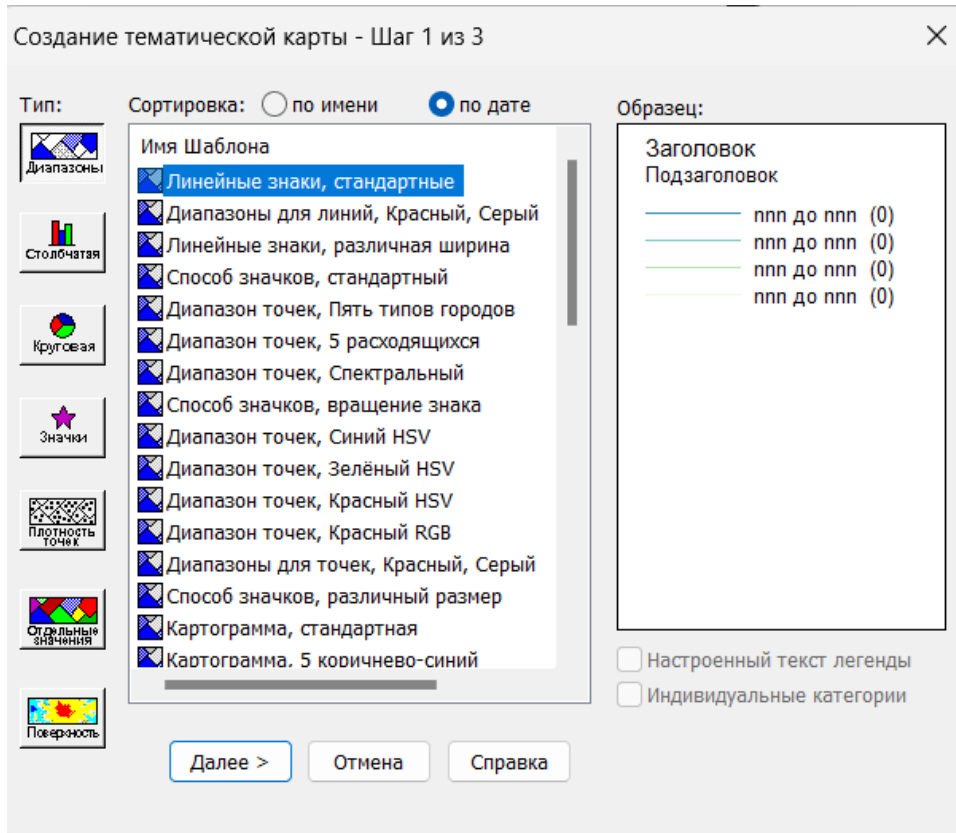 Создание тематической карты - Шаг 1 из 3
Тип:
Сортировка: по имени по дате
Образец:
Диапазоны
Столбчатая
Круговая
Значки
Плотность
точек
Отдельные
значения
Поверхность
Имя Шаблона
Линейные знаки, стандартные
Диапазоны для линий, Красный, Серый
Линейные знаки, различная ширина
Способ значков, стандартный
Диапазон точек, Пять типов городов
Диапазон точек, 5 расходящихся
Диапазон точек, Спектральный
Способ значков, вращение знака
Диапазон точек, Синий HSV
Диапазон точек, Зелёный HSV
Диапазон точек, Красный HSV
Диапазон точек, Красный RGB
Диапазоны для точек, Красный, Серый
Способ значков, различный размер
Картограмма, стандартная
Картограмма, 5 коричнево-синий
Заголовок
Подзаголовок
nnn до nnn (0)
nnn до nnn (0)
nnn до nnn (0)
nnn до nnn (0)
Настроенный текст легенды
Индивидуальные категории
Далее >
Отмена
Справка